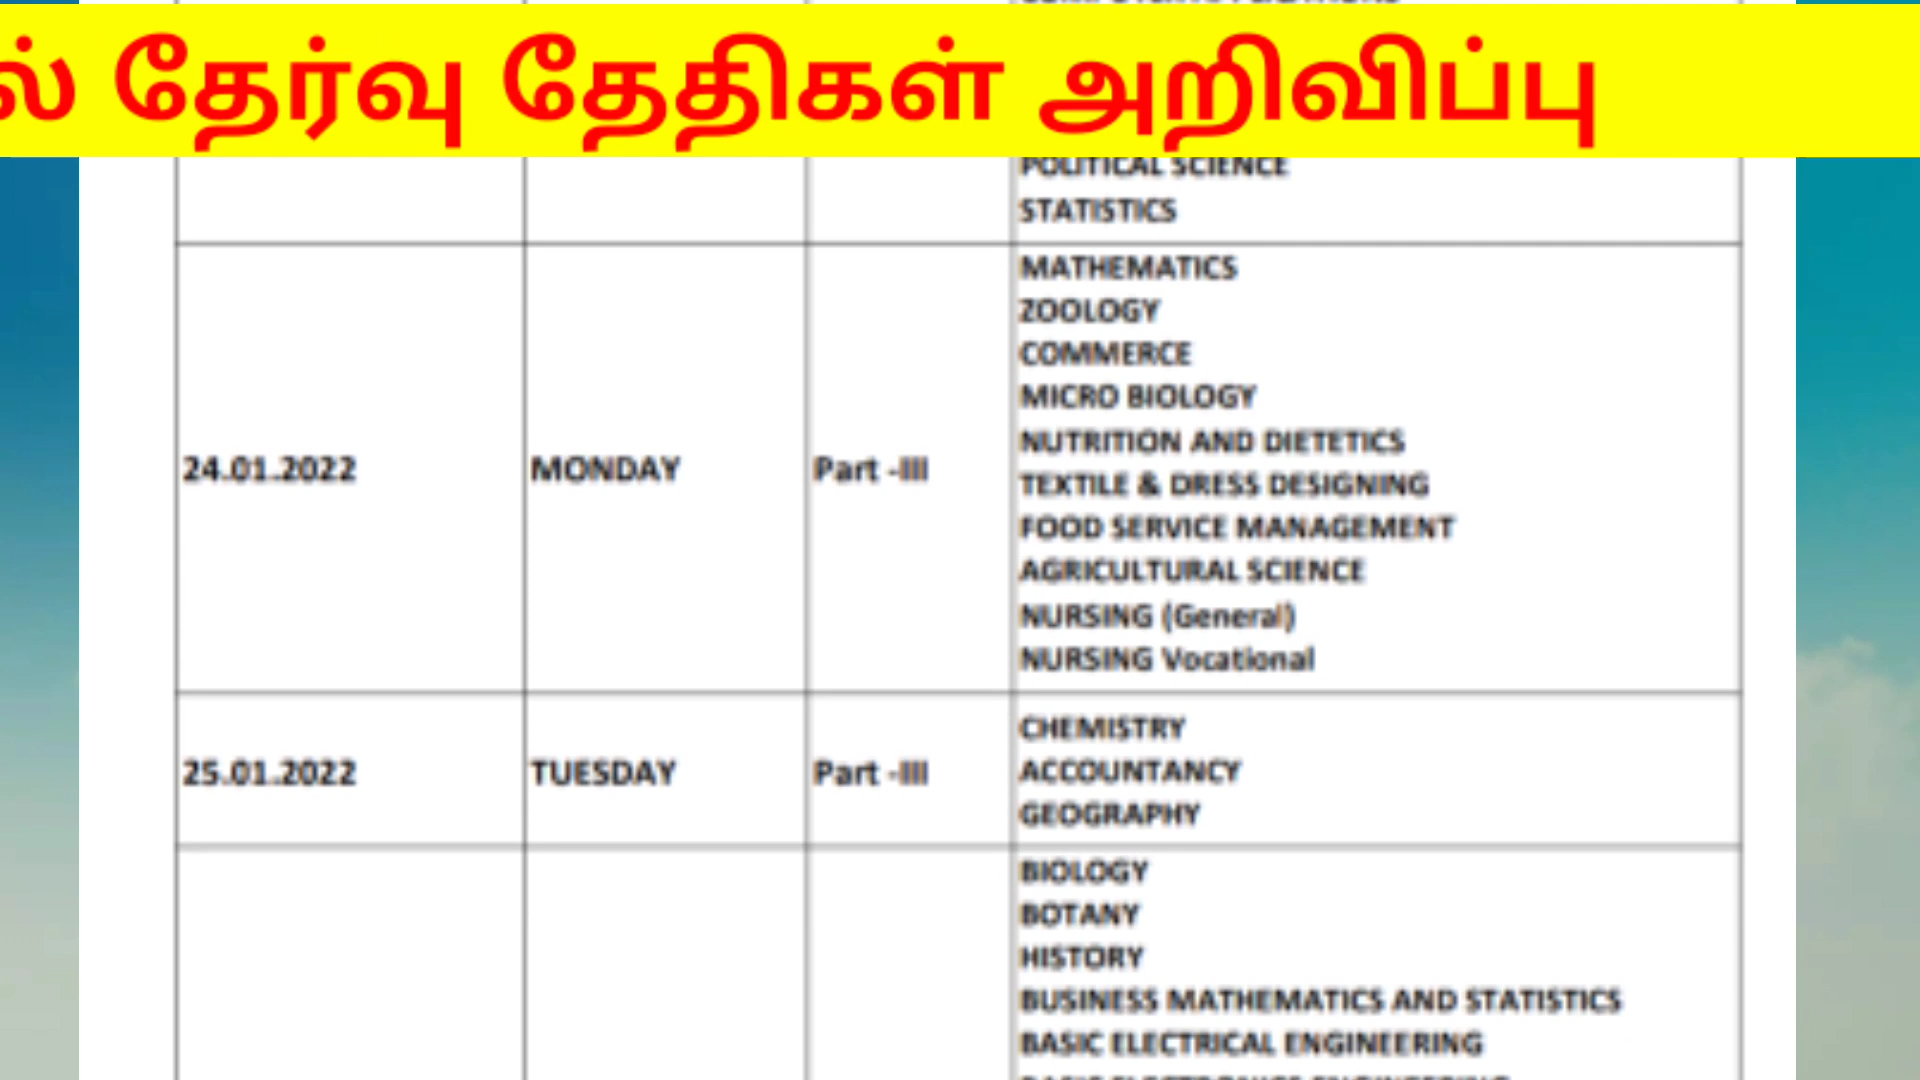 ல் தேர்வு தேதிகள் அறிவிப்பு
POLITICAL SCIENCE
STATISTICS
24.01.2022 MONDAY Part -III
MATHEMATICS
ZOOLOGY
COMMERCE
MICRO BIOLOGY
NUTRITION AND DIETETICS
TEXTILE & DRESS DESIGNING
FOOD SERVICE MANAGEMENT
AGRICULTURAL SCIENCE
NURSING (General)
NURSING Vocational
25.01.2022 TUESDAY Part -III
CHEMISTRY
ACCOUNTANCY
GEOGRAPHY
BIOLOGY
BOTANY
HISTORY
BUSINESS MATHEMATICS AND STATISTICS
BASIC ELECTRICAL ENGINEERING